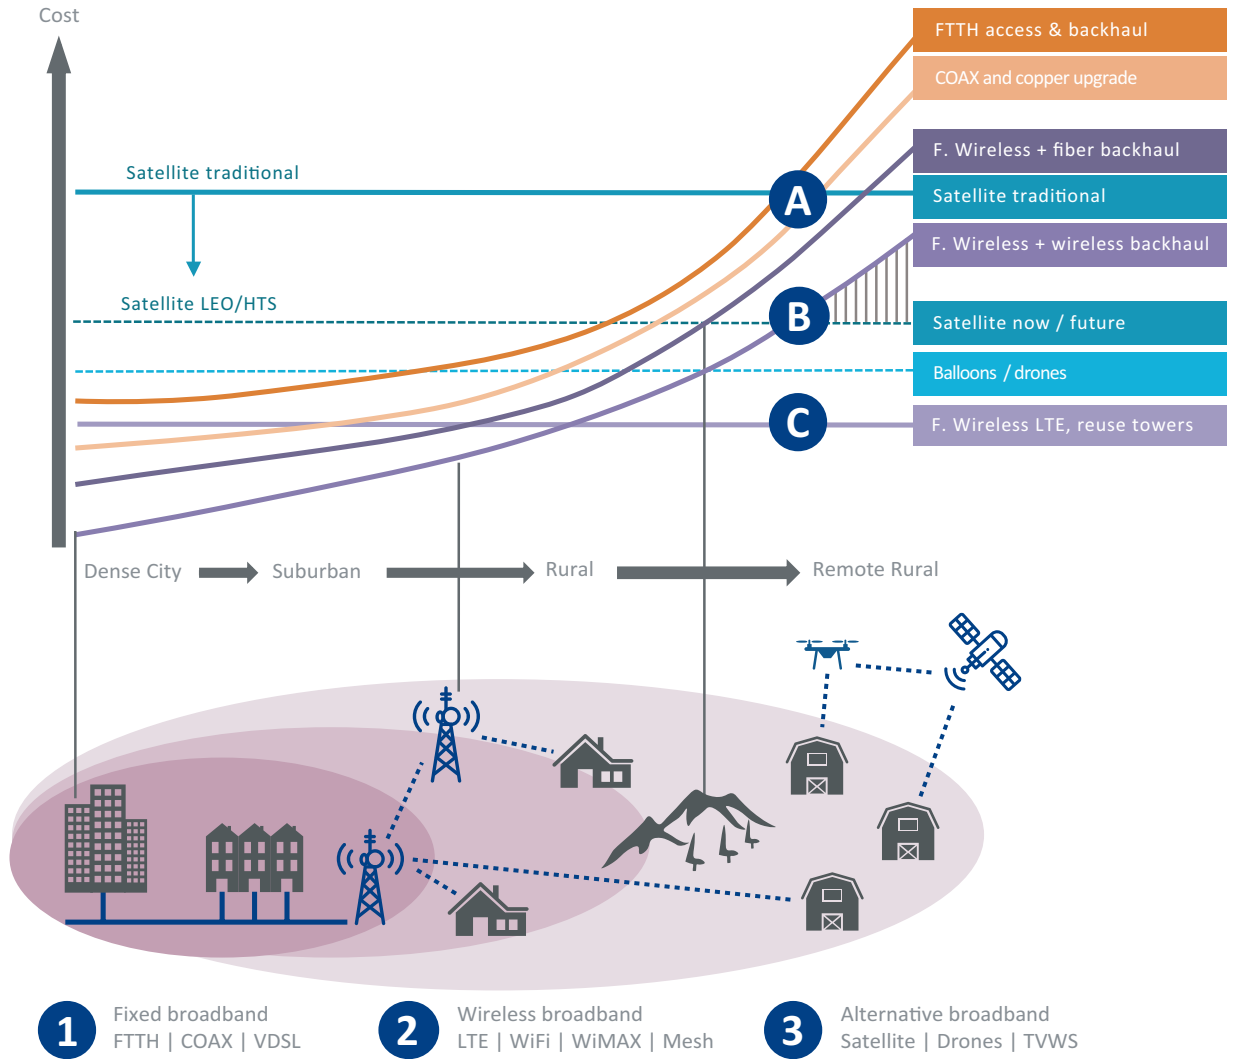 Cost
FTTH access & backhaul
COAX and copper upgrade
F. Wireless + fiber backhaul
Satellite traditional
A
Satellite traditional
F. Wireless + wireless backhaul
Satellite LEO/HTS
B
Satellite now / future
Balloons / drones
C
F. Wireless LTE, reuse towers
Dense City
Suburban
Rural
Remote Rural
1
Fixed broadband
FTTH | COAX | VDSL
2
Wireless broadband
LTE | WiFi | WiMAX | Mesh
3
Alternative broadband
Satellite | Drones | TVWS